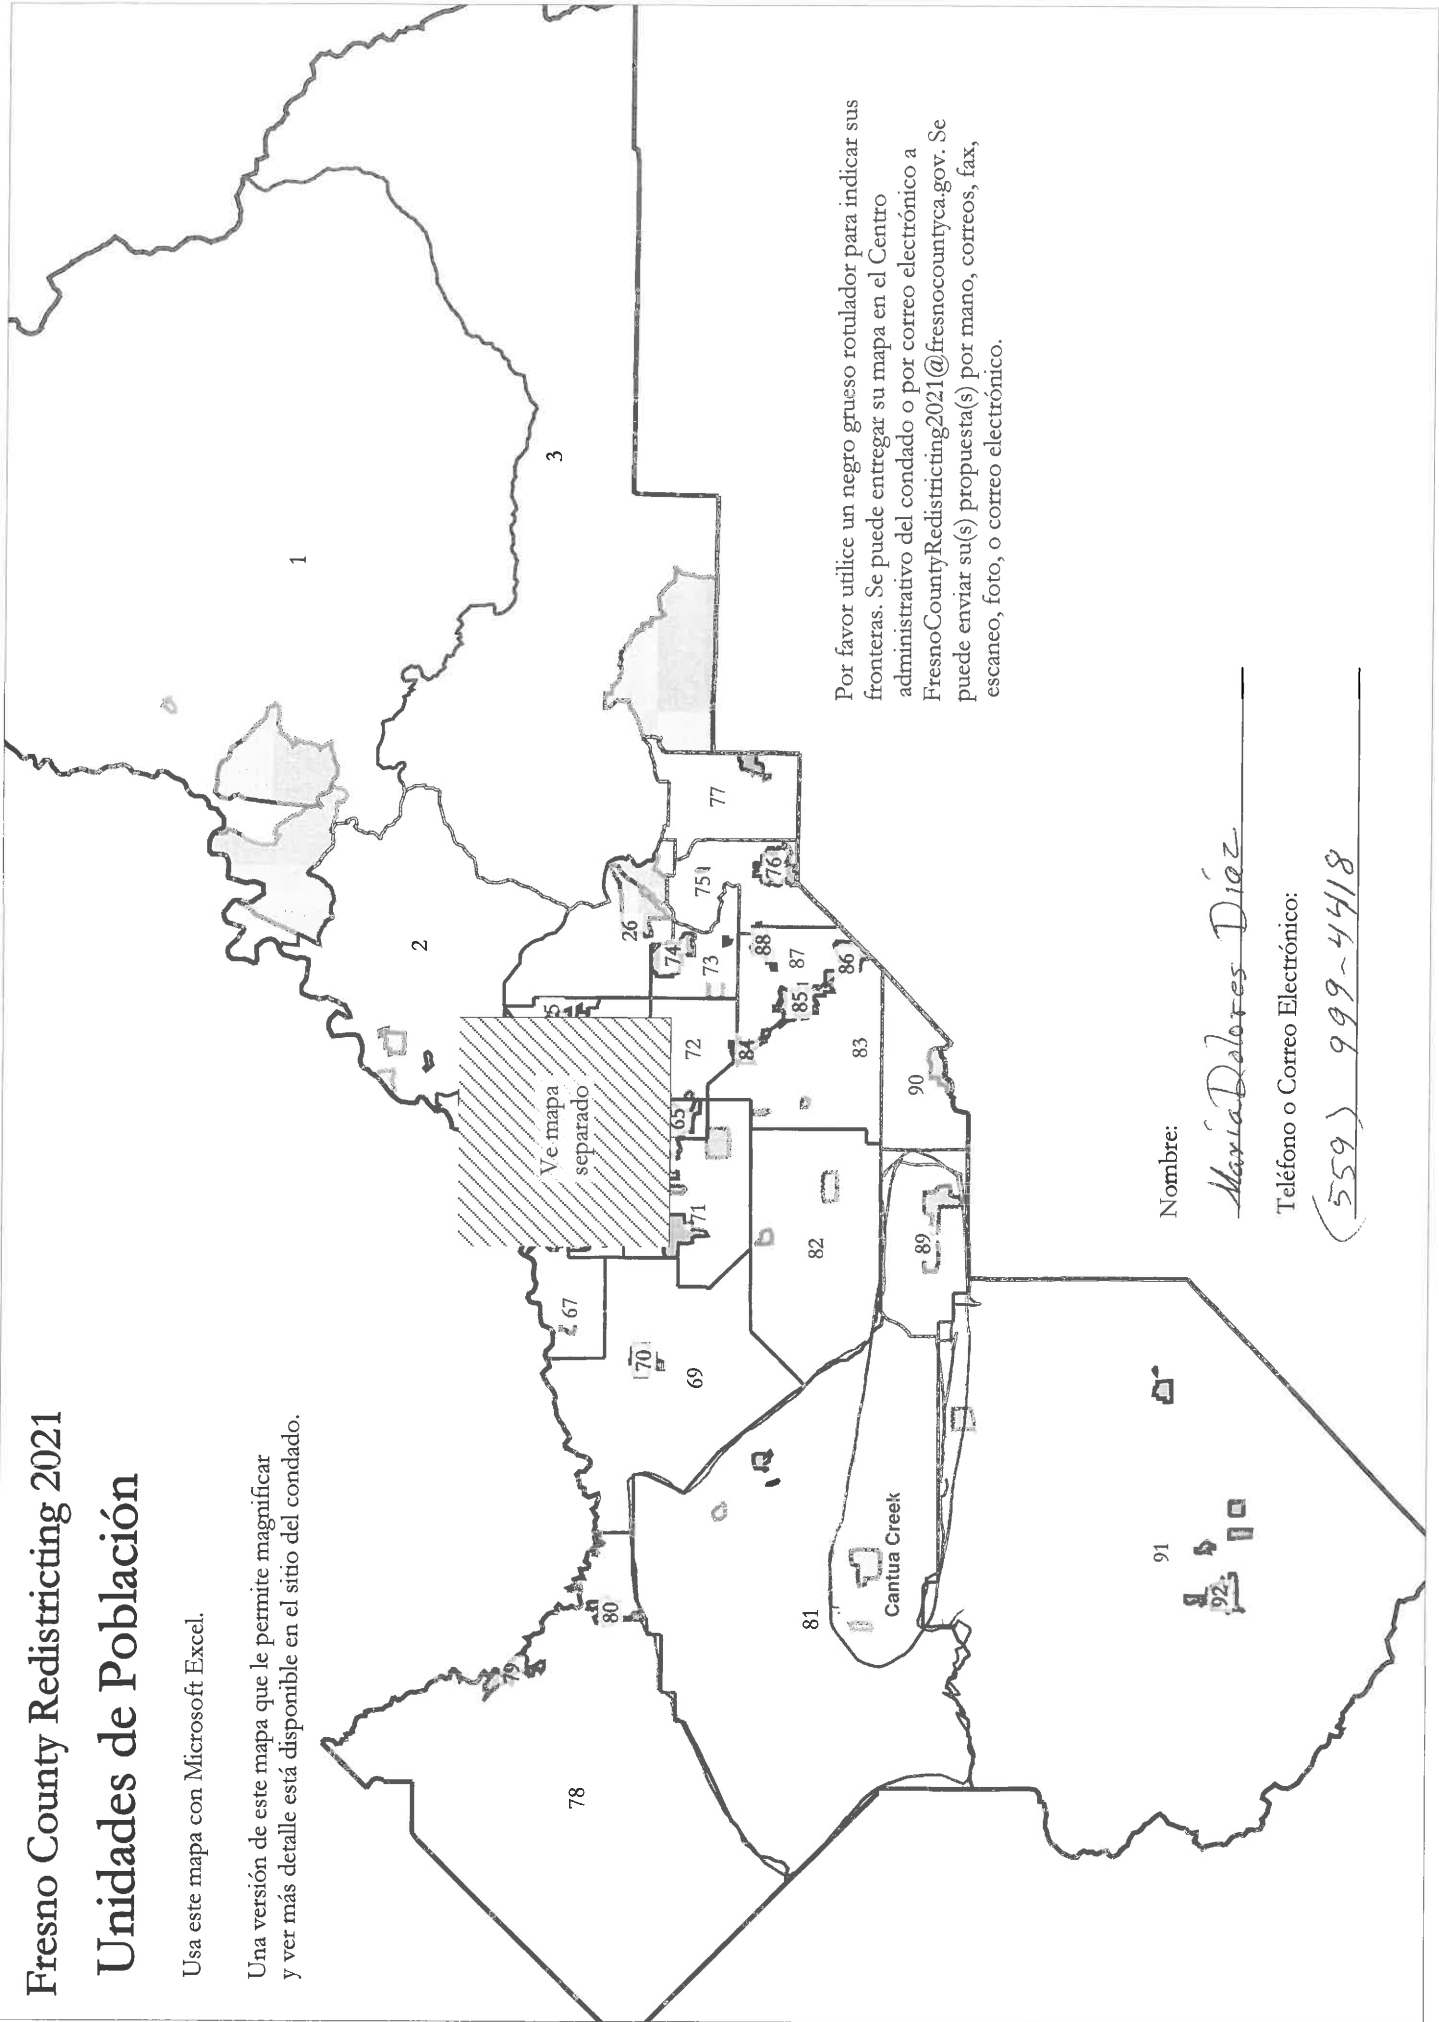 Fresno County Redistricting 2021
Unidades de Población
Usa este mapa con Microsoft Excel.
Una versión de este mapa que le permite magnificar
y ver más detalle está disponible en el sitio del condado.
1
2
3
Ve mapa
separado
5
26
67
70
69
71
65
72
73
74
75
76
77
78
79
80
81
Cantua Creek
82
83
84
85
86
87
88
89
90
91
92
Por favor utilice un negro grueso rotulador para indicar sus
fronteras. Se puede entregar su mapa en el Centro
administrativo del condado o por correo electrónico a
FresnoCountyRedistricting2021@fresnocountyca.gov. Se
puede enviar su(s) propuesta(s) por mano, correos, fax,
escaneo, foto, o correo electrónico.
Nombre:
María Dolores Díaz
Teléfono o Correo Electrónico:
(559) 999-4418